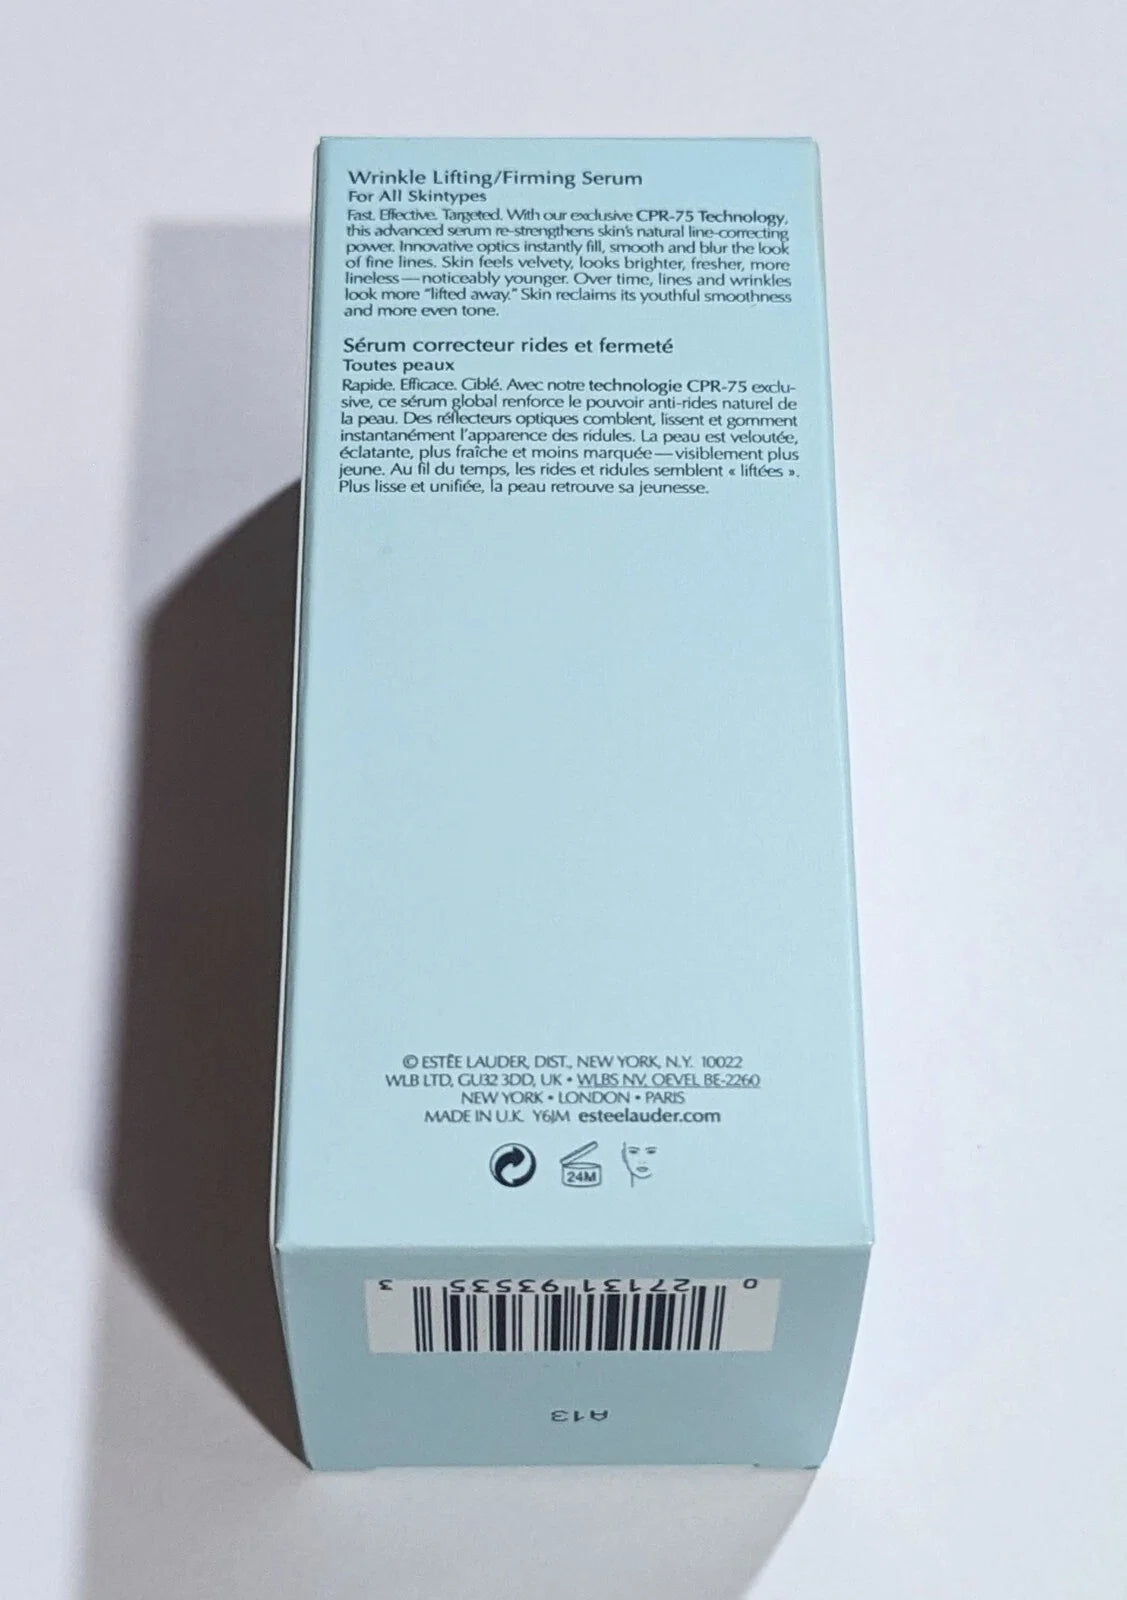 Wrinkle Lifting/Firming Serum
For All Skintypes
Fast. Effective. Targeted. With our exclusive CPR-75 Technology,
this advanced serum re-strengthens skin's natural line-correcting
power. Innovative optics instantly fill, smooth and blur the look
of fine lines. Skin feels velvety, looks brighter, fresher, more
lineless—noticeably younger. Over time, lines and wrinkles
look more "lifted away." Skin reclaims its youthful smoothness
and more even tone.
Sérum correcteur rides et fermeté
Toutes peaux
Rapide. Efficace. Ciblé. Avec notre technologie CPR-75 exclu-
sive, ce sérum global renforce le pouvoir anti-rides naturel de
la peau. Des réflecteurs optiques comblent, lissent et gomment
instantanément l'apparence des ridules. La peau est veloutée,
éclatante, plus fraîche et moins marquée—visiblement plus
jeune. Au fil du temps, les rides et ridules semblent « liftées ».
Plus lisse et unifiée, la peau retrouve sa jeunesse.
© ESTĒE LAUDER, DIST., NEW YORK, N.Y. 10022
WLB LTD, GU32 3DD, UK • WLBS NV, OEVEL BE-2260
NEW YORK • LONDON • PARIS
MADE IN U.K. Y6JM esteelauder.com
24M
0 27131 93535 3
A13